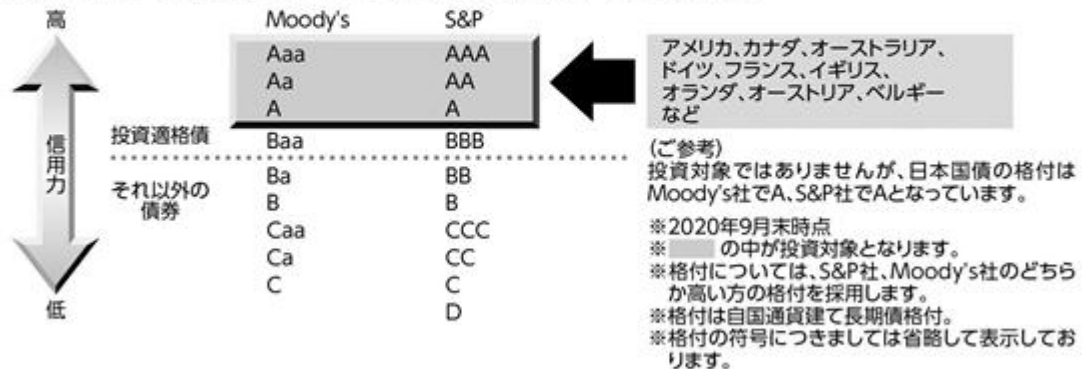 高
信用力
低
投資適格債
それ以外の
債券
Moody's S&P
Aaa AAA
Aa AA
A A
Baa BBB
Ba BB
B B
Caa CCC
Ca CC
C C
D
アメリカ、カナダ、オーストラリア、
ドイツ、フランス、イギリス、
オランダ、オーストリア、ベルギー
など
(ご参考)
投資対象ではありませんが、日本国債の格付は
Moody's社でA、S&P社でAとなっています。
※2020年9月末時点
※ の中が投資対象となります。
※格付については、S&P社、Moody's社のどちら
か高い方の格付を採用します。
※格付は自国通貨建て長期債格付。
※格付の符号につきましては省略して表示してお
ります。